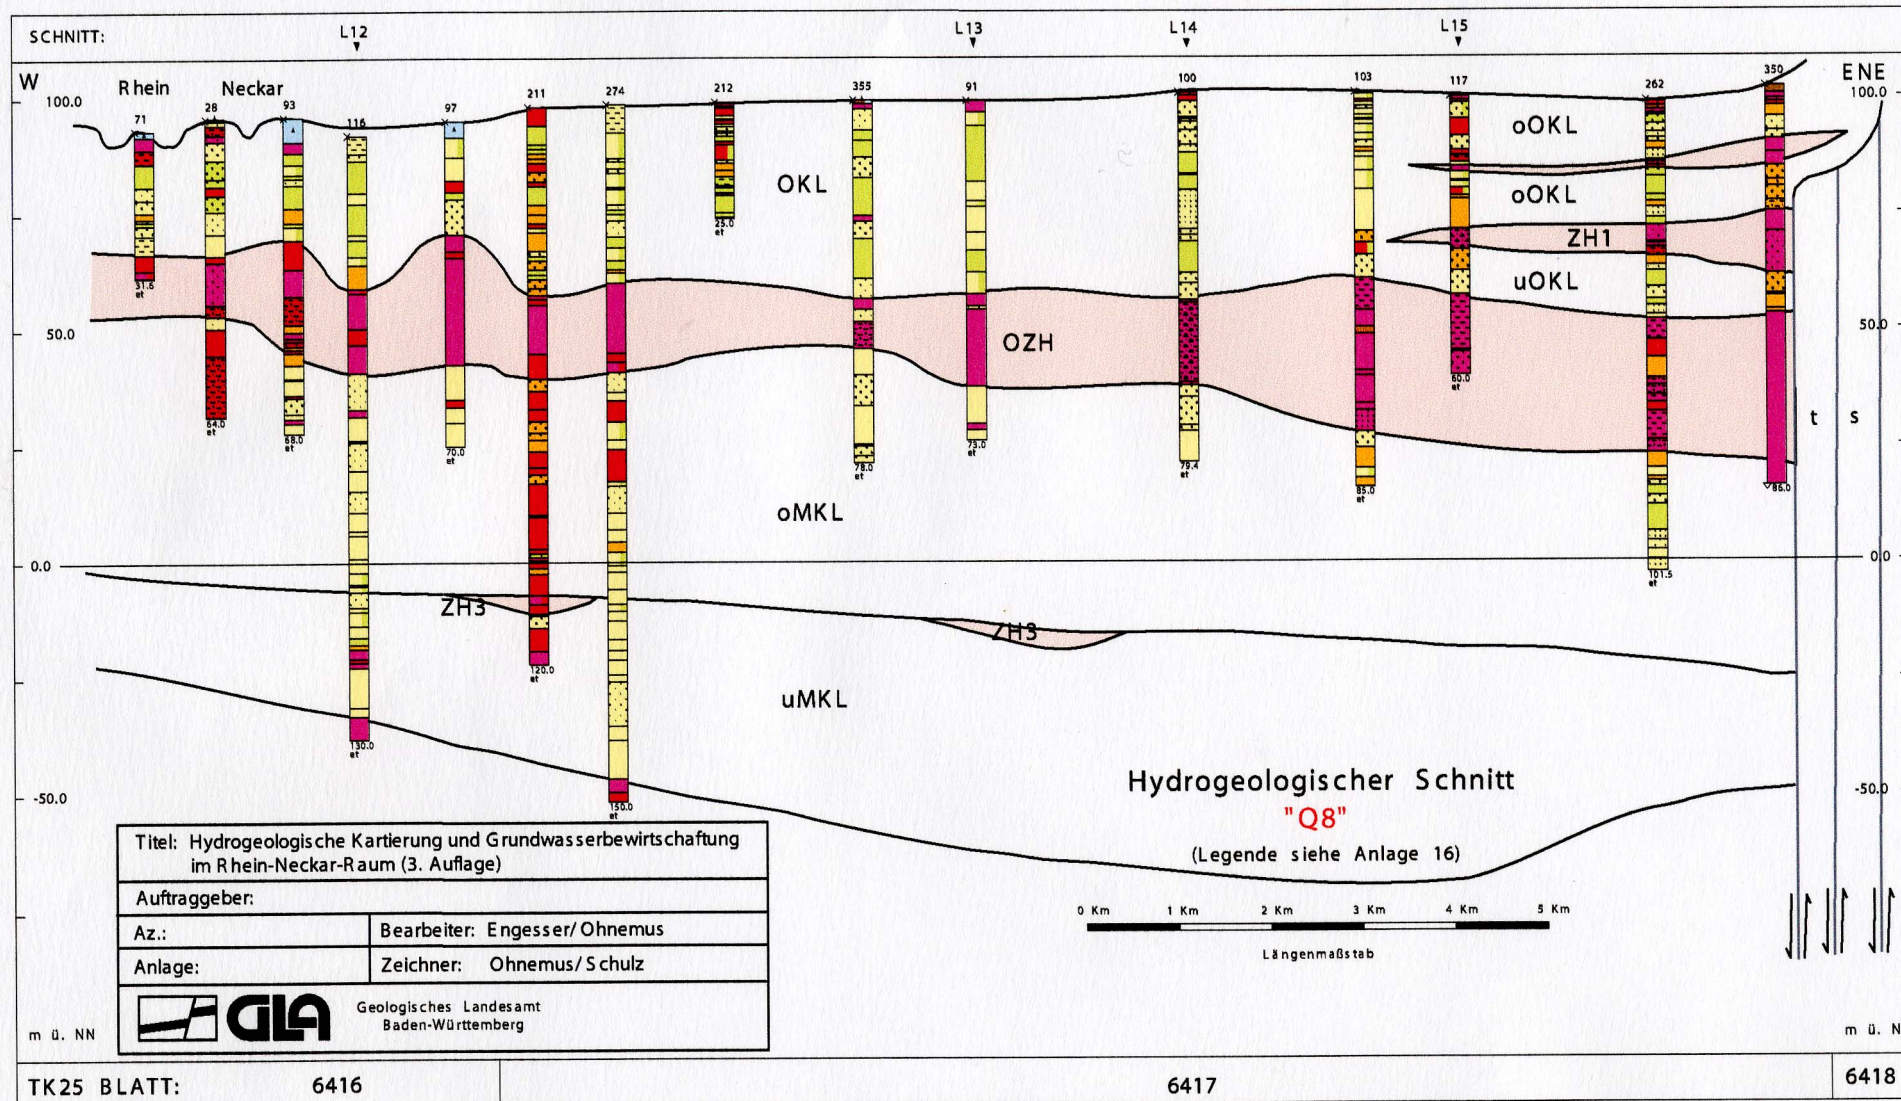 SCHNITT:
L12
L13
L14
L15
W
ENE
Rhein
Neckar
100.0
100.0
71
28
93
116
97
211
274
212
355
91
100
103
117
262
350
OKL
oOKL
oOKL
ZH1
uOKL
OZH
oMKL
uMKL
ZH3
ZH3
t
s
50.0
50.0
0.0
0.0
-50.0
-50.0
31.6
et
64.0
et
68.0
et
130.0
et
70.0
et
120.0
et
150.0
et
25.0
et
78.0
et
73.0
et
79.4
et
85.0
et
60.0
et
101.5
et
86.0
Hydrogeologischer Schnitt
"Q8"
(Legende siehe Anlage 16)
0 Km 1 Km 2 Km 3 Km 4 Km 5 Km
Längenmaßstab
Titel: Hydrogeologische Kartierung und Grundwasserbewirtschaftung
im Rhein-Neckar-Raum (3. Auflage)
Auftraggeber:
Az.:
Bearbeiter: Engesser/Ohnemus
Anlage:
Zeichner: Ohnemus/Schulz
GLA
Geologisches Landesamt
Baden-Württemberg
m ü. NN
m ü. N
TK25 BLATT:
6416
6417
6418